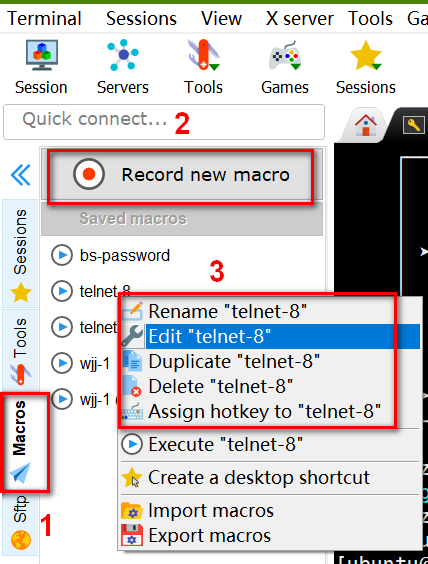 Terminal Sessions View X server Tools
Session Servers Tools Games Sessions
Quick connect... 2
Record new macro
Saved macros
bs-password
3
telnet-8
telnet
wjj-1
wjj-1
Rename "telnet-8"
Edit "telnet-8"
Duplicate "telnet-8"
Delete "telnet-8"
Assign hotkey to "telnet-8"
Execute "telnet-8"
Create a desktop shortcut
Import macros
Export macros
Sessions
Tools
Macros
Sftp
1